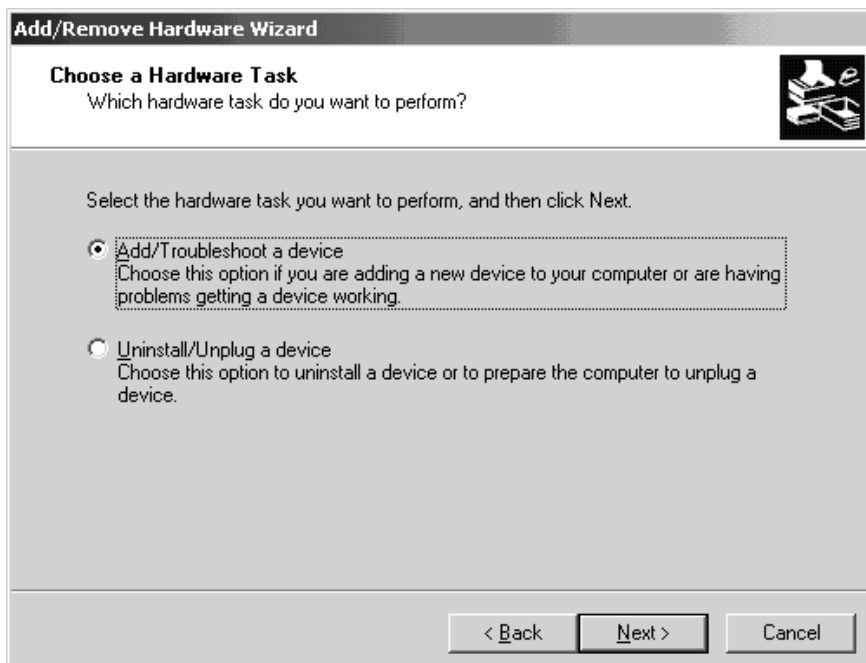 Add/Remove Hardware Wizard
Choose a Hardware Task
Which hardware task do you want to perform?
Select the hardware task you want to perform, and then click Next.
Add/Troubleshoot a device
Choose this option if you are adding a new device to your computer or are having
problems getting a device working.
Uninstall/Unplug a device
Choose this option to uninstall a device or to prepare the computer to unplug a
device.
< Back Next > Cancel